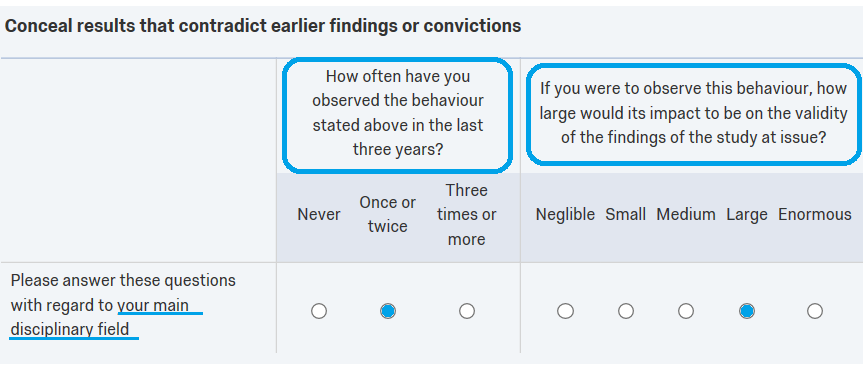 Conceal results that contradict earlier findings or convictions
How often have you
observed the behaviour
stated above in the last
three years?
If you were to observe this behaviour, how
large would its impact to be on the validity
of the findings of the study at issue?
Never
Once or
twice
Three
times or
more
Neglible
Small
Medium
Large
Enormous
Please answer these questions
with regard to your main
disciplinary field